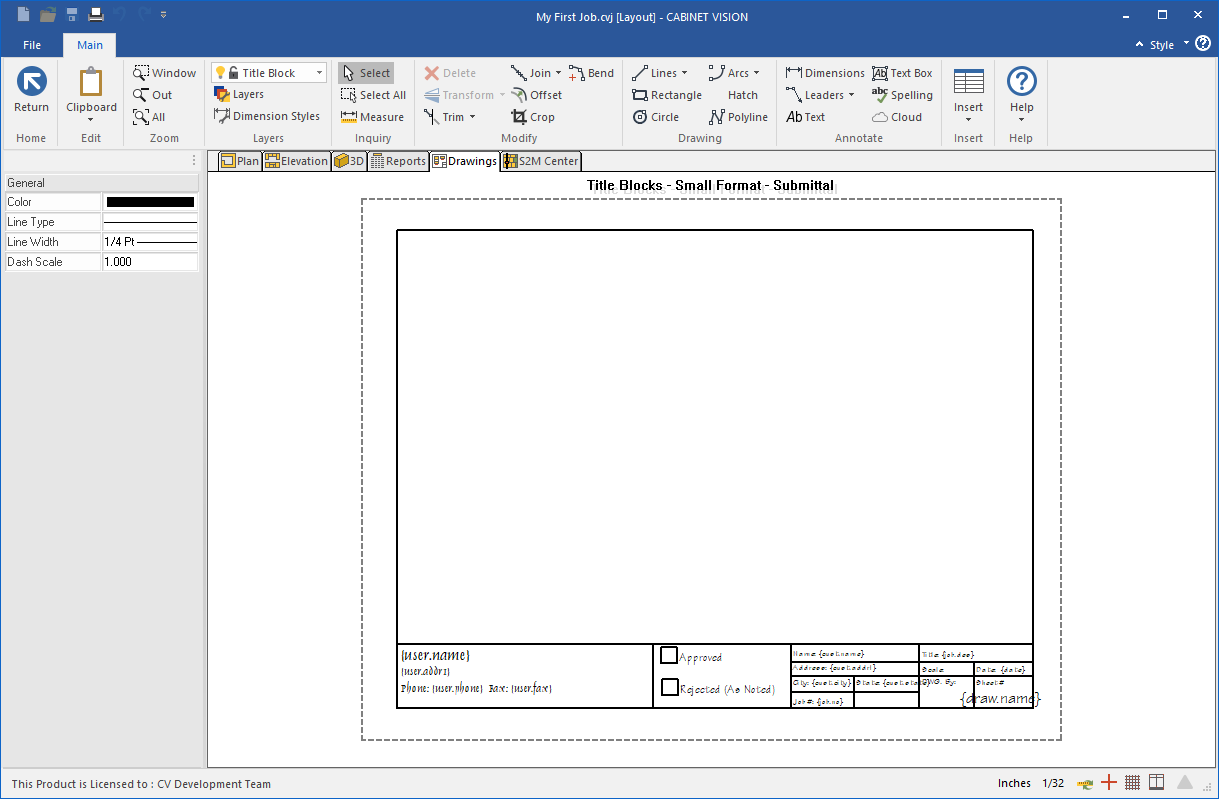 My First Job.cvj [Layout] - CABINET VISION
File Main Style
Window Title Block Select Delete Join Bend Lines Arcs Dimensions Text Box
Return Clipboard Out Layers Select All Transform Offset Rectangle Hatch Leaders Spelling Insert Help
All Dimension Styles Measure Trim Crop Circle Polyline Text Cloud
Home Edit Zoom Layers Inquiry Modify Drawing Annotate Insert Help
Plan Elevation 3D Reports Drawings S2M Center
General
Color
Line Type
Line Width 1/4 Pt
Dash Scale 1.000
Title Blocks - Small Format - Submittal
{user.name}
{user.addr1}
Phone: {user.phone} Fax: {user.fax}
Approved
Rejected (As Noted)
Name: {cust.name}
Address: {cust.addr1}
City: {cust.city} State: {cust.state}
Job #: {job.no}
Title: {job.desc}
Scale: Date: {date}
DWG. By: Sheet #
{draw.name}
This Product is Licensed to : CV Development Team
Inches 1/32